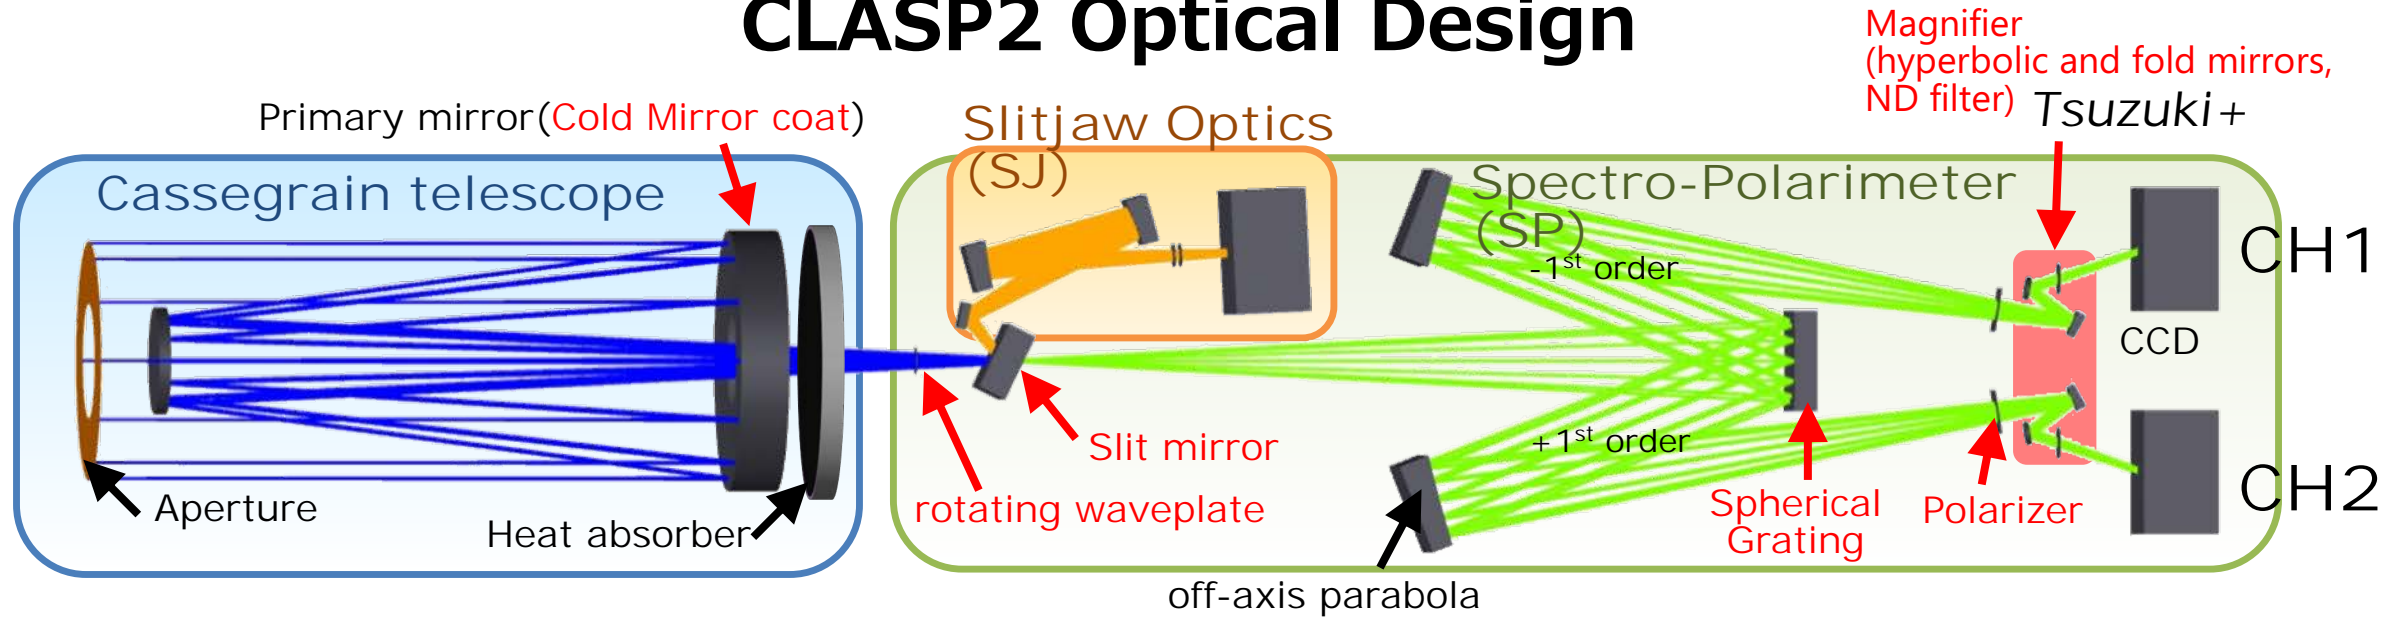 CLASP2 Optical Design
Magnifier
(hyperbolic and fold mirrors,
ND filter) Tsuzuki+
Primary mirror(Cold Mirror coat)
Slitjaw Optics
(SJ)
Cassegrain telescope
Spectro-Polarimeter
(SP)
-1st order
CH1
CCD
+1st order
Slit mirror
rotating waveplate
Aperture
Heat absorber
Spherical
Grating
Polarizer
CH2
off-axis parabola